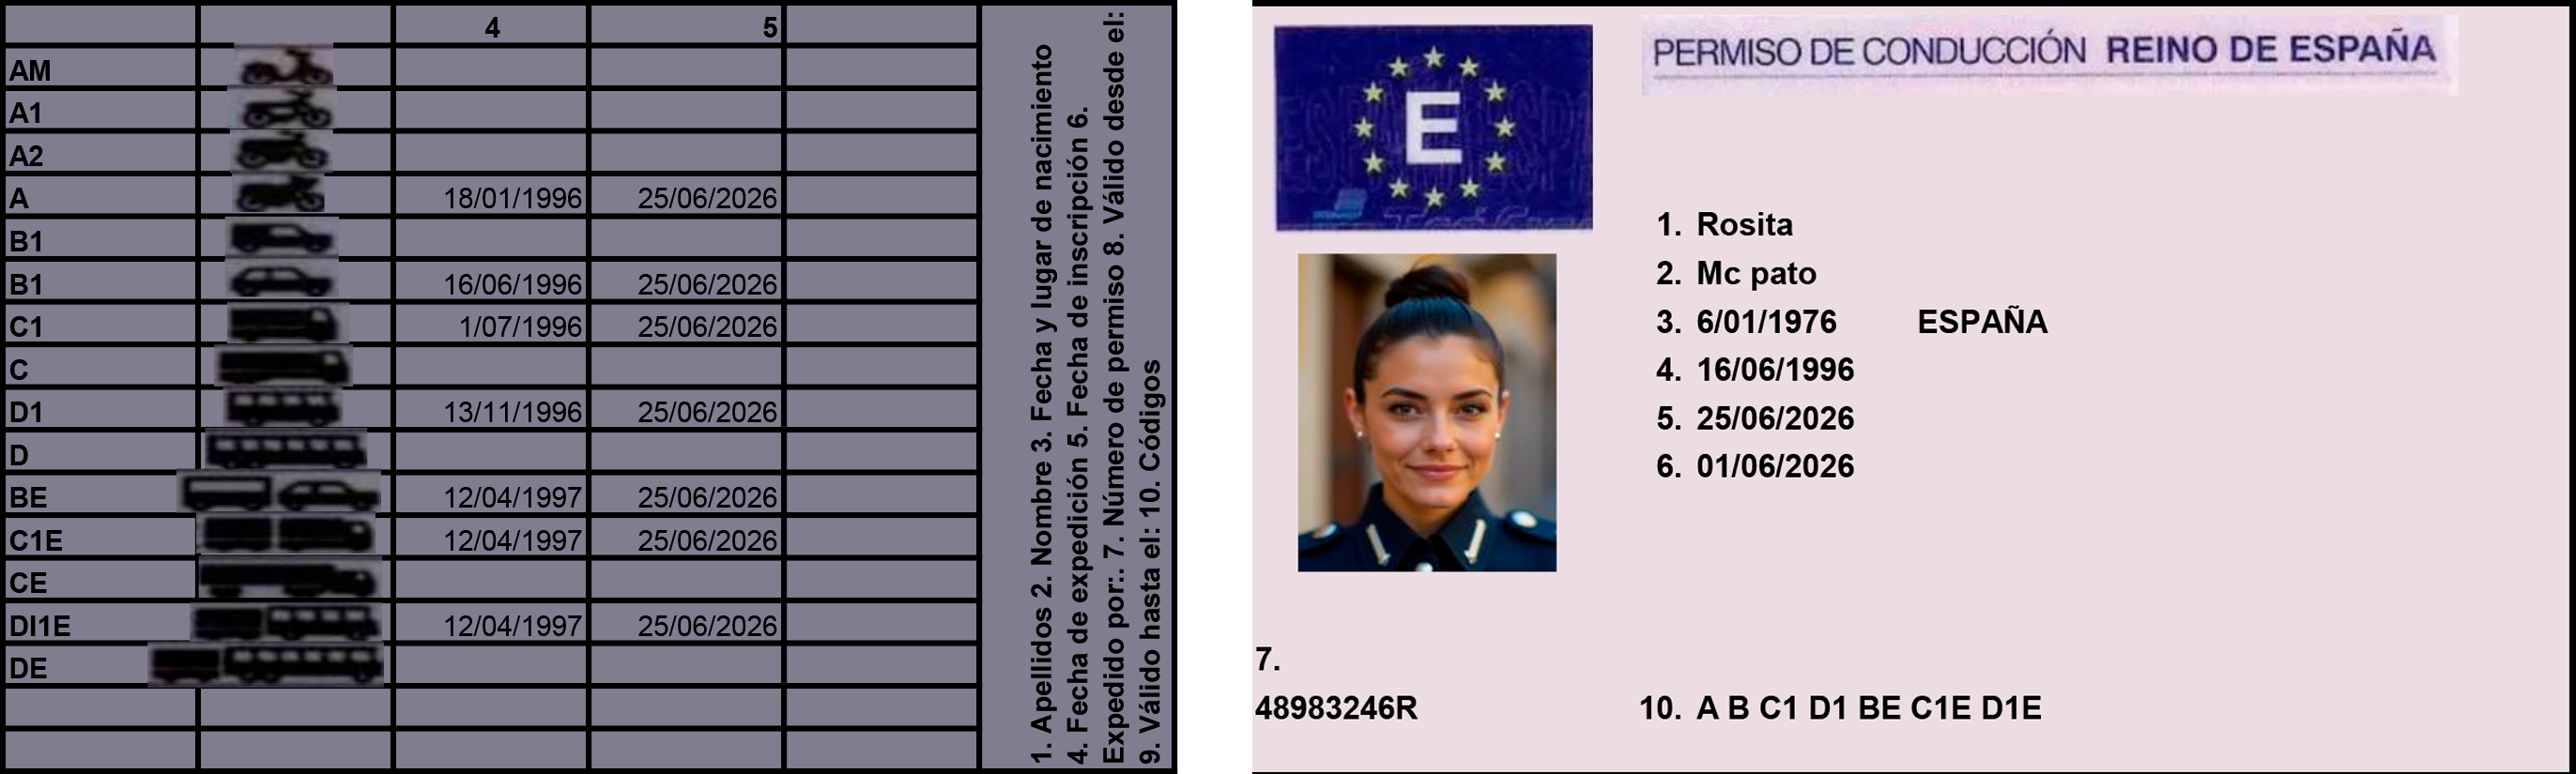 4 5
AM
A1
A2
A 18/01/1996 25/06/2026
B1
B1 16/06/1996 25/06/2026
C1 1/07/1996 25/06/2026
C
D1 13/11/1996 25/06/2026
D
BE 12/04/1997 25/06/2026
C1E 12/04/1997 25/06/2026
CE
DI1E 12/04/1997 25/06/2026
DE
1. Apellidos 2. Nombre 3. Fecha y lugar de nacimiento
4. Fecha de expedición 5. Fecha de inscripción 6.
Expedido por:. 7. Número de permiso 8. Válido desde el:
9. Válido hasta el: 10. Códigos
PERMISO DE CONDUCCIÓN REINO DE ESPAÑA
E
1. Rosita
2. Mc pato
3. 6/01/1976 ESPAÑA
4. 16/06/1996
5. 25/06/2026
6. 01/06/2026
7.
48983246R
10. A B C1 D1 BE C1E D1E